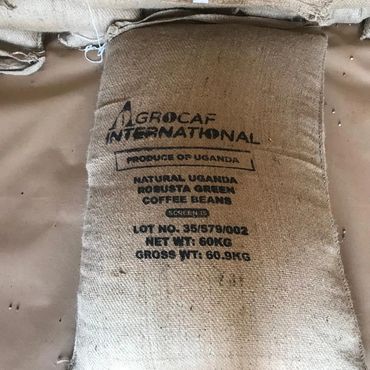 AGROCAF
INTERNATIONAL
PRODUCE OF UGANDA
NATURAL UGANDA
ROBUSTA GREEN
COFFEE BEANS
SCREEN 15
LOT NO. 35/579/002
NET WT: 60KG
GROSS WT: 60.9KG